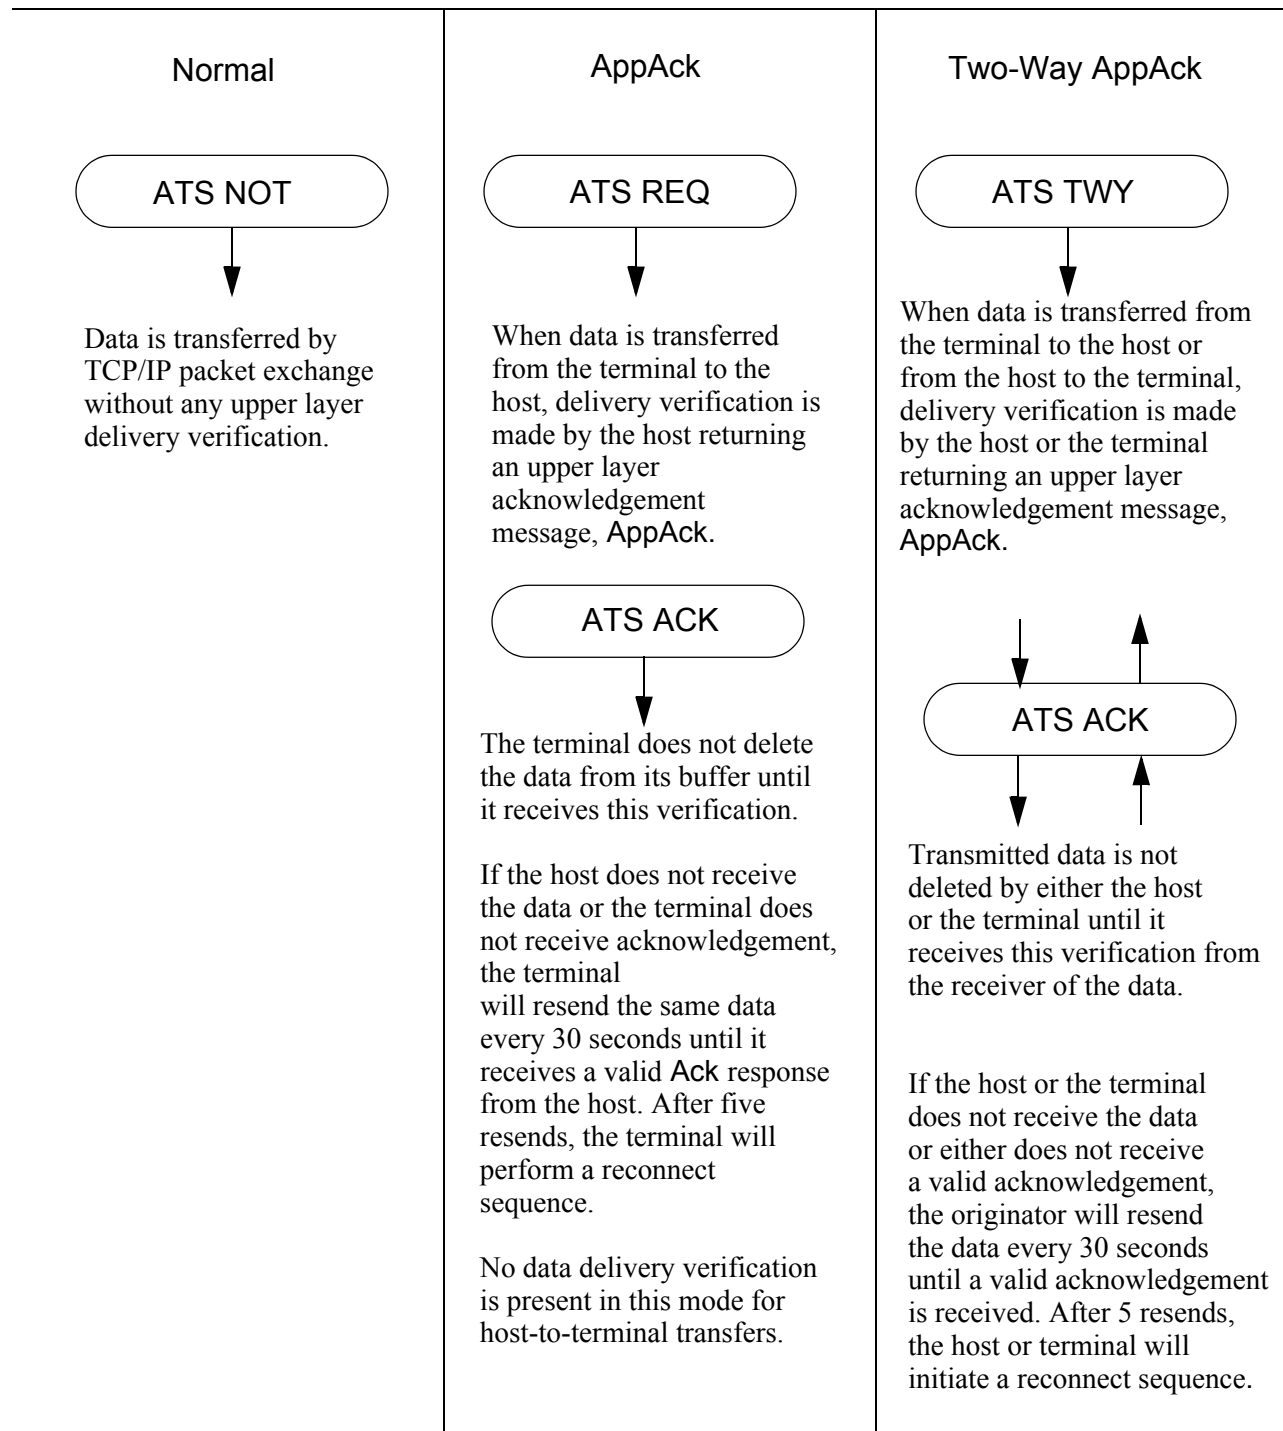 Normal
ATS NOT
Data is transferred by
TCP/IP packet exchange
without any upper layer
delivery verification.
AppAck
ATS REQ
When data is transferred
from the terminal to the
host, delivery verification is
made by the host returning
an upper layer
acknowledgement
message, AppAck.
ATS ACK
The terminal does not delete
the data from its buffer until
it receives this verification.
If the host does not receive
the data or the terminal does
not receive acknowledgement,
the terminal
will resend the same data
every 30 seconds until it
receives a valid Ack response
from the host. After five
resends, the terminal will
perform a reconnect
sequence.
No data delivery verification
is present in this mode for
host-to-terminal transfers.
Two-Way AppAck
ATS TWY
When data is transferred from
the terminal to the host or
from the host to the terminal,
delivery verification is made
by the host or the terminal
returning an upper layer
acknowledgement message,
AppAck.
ATS ACK
Transmitted data is not
deleted by either the host
or the terminal until it
receives this verification from
the receiver of the data.
If the host or the terminal
does not receive the data
or either does not receive
a valid acknowledgement,
the originator will resend
the data every 30 seconds
until a valid acknowledgement
is received. After 5 resends,
the host or terminal will
initiate a reconnect sequence.